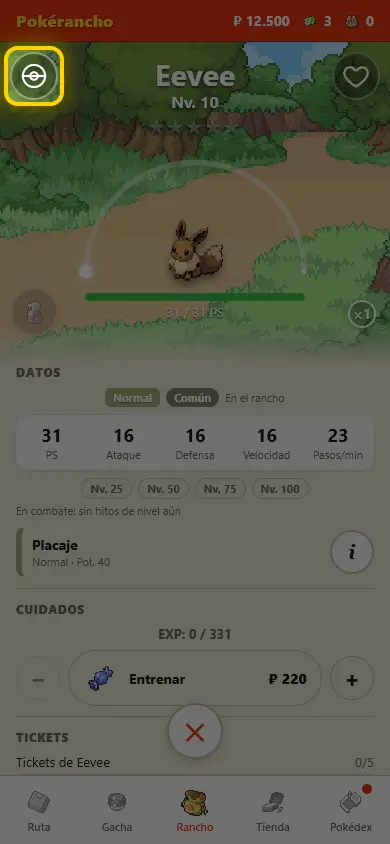 Pokérancho
₽ 12.500
3
0
Eevee
Nv. 10
31 / 31 PS
×1
DATOS
Normal
Común
En el rancho
31
16
16
16
23
PS
Ataque
Defensa
Velocidad
Pasos/min
Nv. 25
Nv. 50
Nv. 75
Nv. 100
En combate: sin hitos de nivel aún
Placaje
Normal · Pot. 40
i
CUIDADOS
EXP: 0 / 331
−
Entrenar
₽ 220
+
TICKETS
Tickets de Eevee
0/5
Ruta
Gacha
Rancho
Tienda
Pokédex